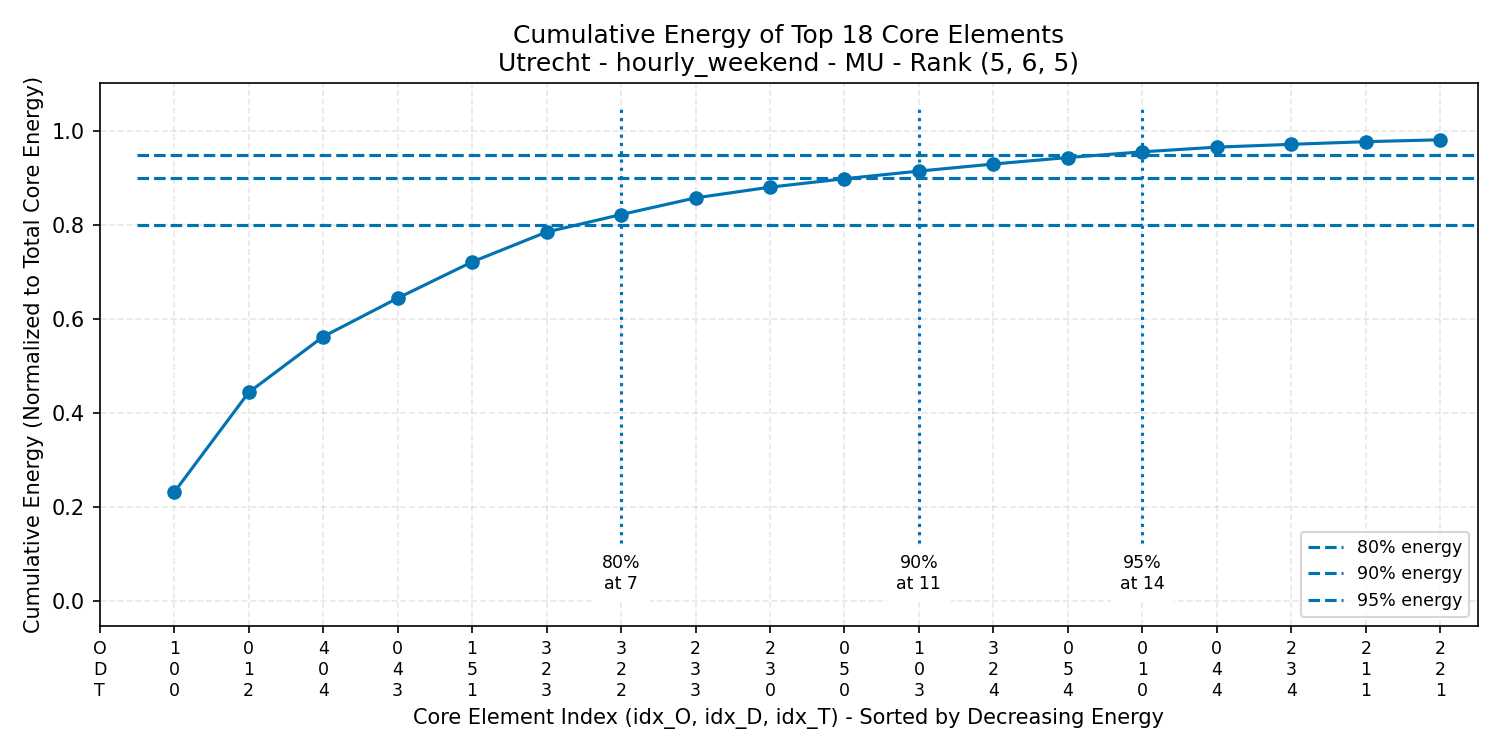 Cumulative Energy of Top 18 Core Elements
Utrecht - hourly_weekend - MU - Rank (5, 6, 5)
Cumulative Energy (Normalized to Total Core Energy)
1.0
0.8
0.6
0.4
0.2
0.0
80%
at 7
90%
at 11
95%
at 14
80% energy
90% energy
95% energy
O 1 0 4 0 1 3 3 2 2 0 1 3 0 0 0 2 2 2
D 0 1 0 4 5 2 2 3 3 5 0 2 5 1 4 3 1 2
T 0 2 4 3 1 3 2 3 0 0 3 4 4 0 4 4 1 1
Core Element Index (idx_O, idx_D, idx_T) - Sorted by Decreasing Energy